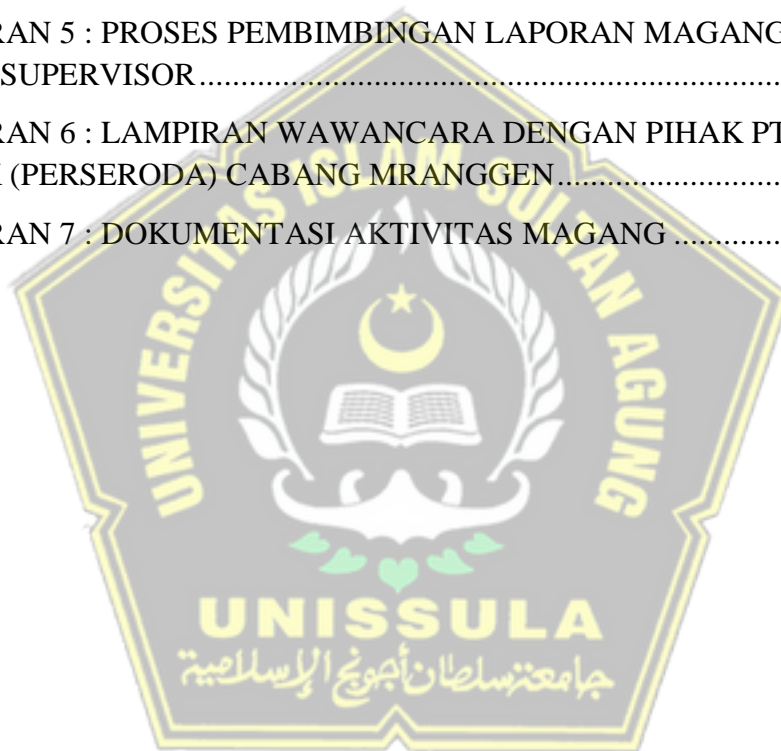 RAN 5 : PROSES PEMBIMBINGAN LAPORAN MAGANG
SUPERVISOR....................................................................
RAN 6 : LAMPIRAN WAWANCARA DENGAN PIHAK PT
(PERSERODA) CABANG MRANGGEN...........................
RAN 7 : DOKUMENTASI AKTIVITAS MAGANG .............
UNIVERSITAS ISLAM SULTAN AGUNG
UNISSULA
جامعة سلطان أجونج الإسلامية